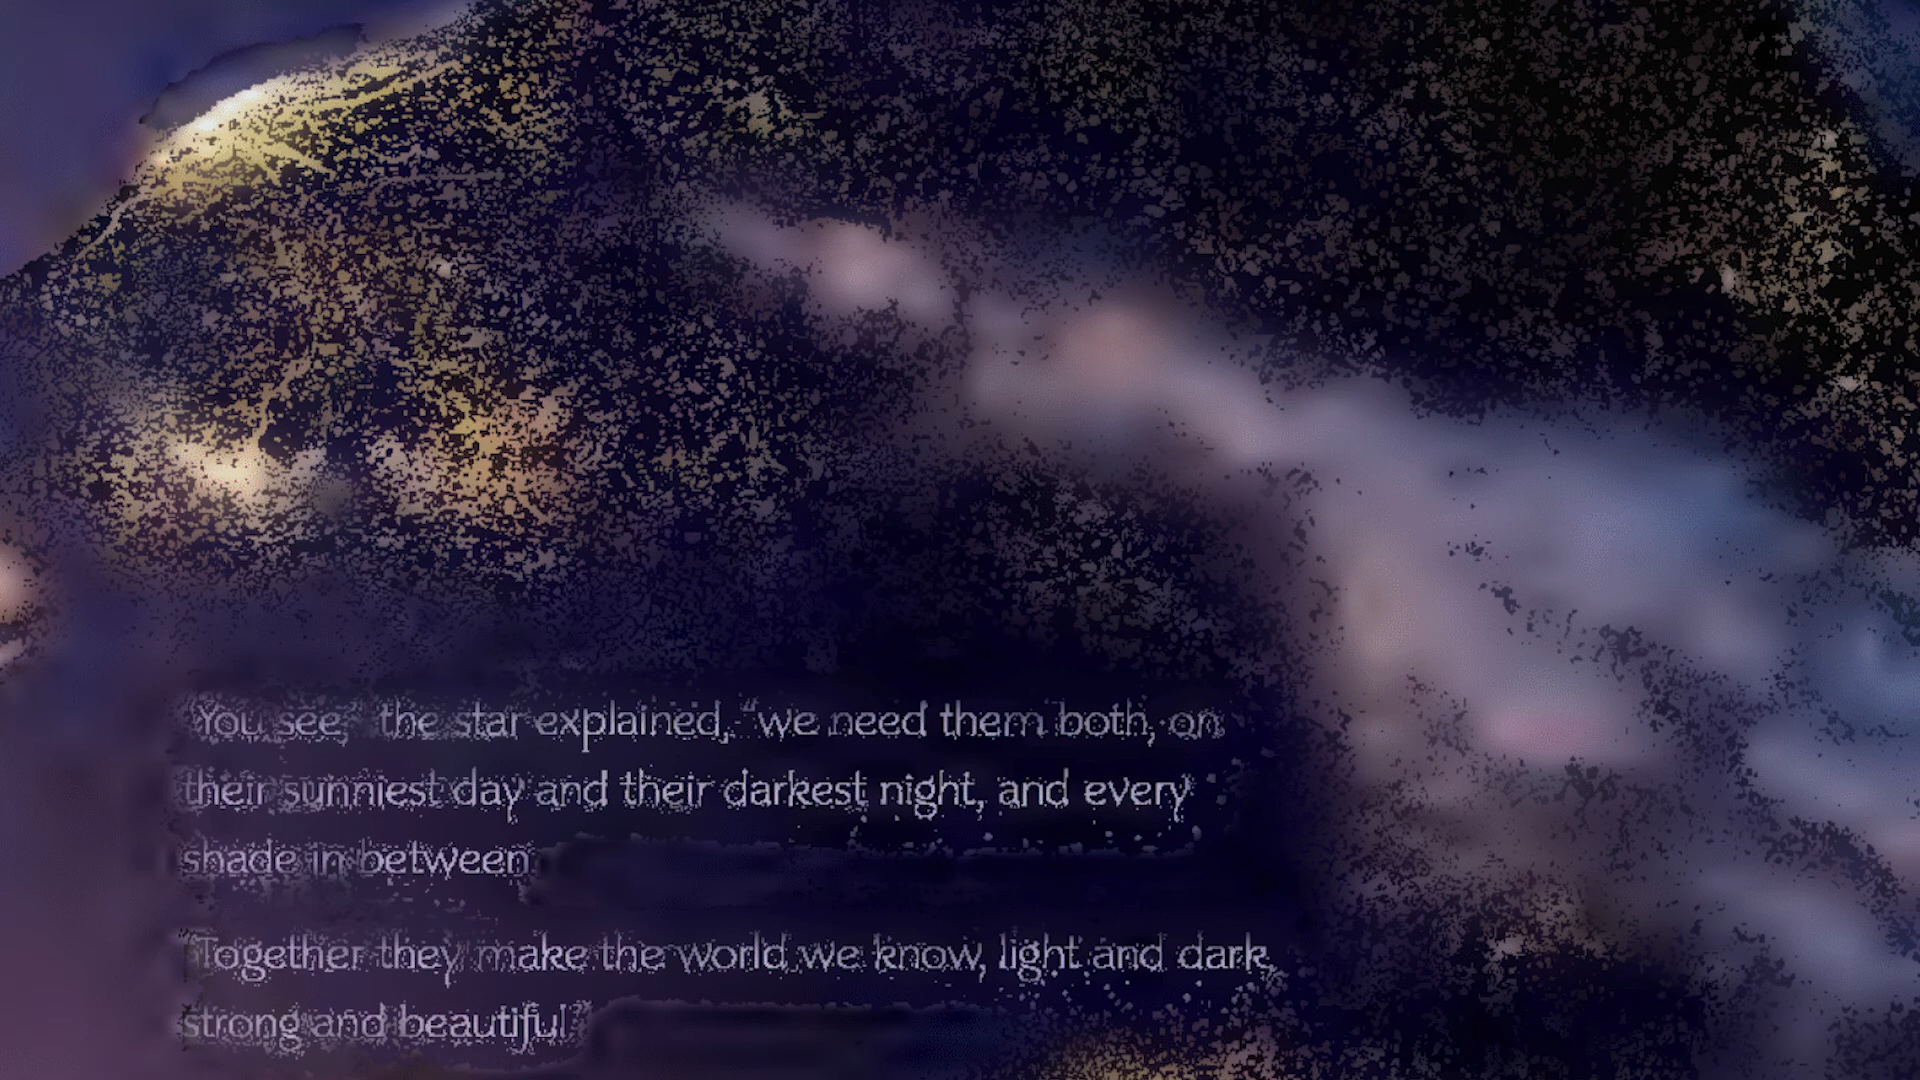 "You see," the star explained, "we need them both, on
their sunniest day and their darkest night, and every
shade in between.
"Together they make the world we know, light and dark,
strong and beautiful."